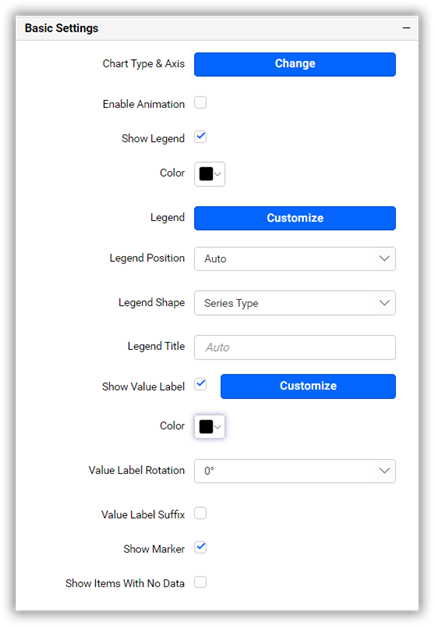 Basic Settings
Chart Type & Axis Change
Enable Animation
Show Legend
Color
Legend Customize
Legend Position Auto
Legend Shape Series Type
Legend Title Auto
Show Value Label Customize
Color
Value Label Rotation 0°
Value Label Suffix
Show Marker
Show Items With No Data